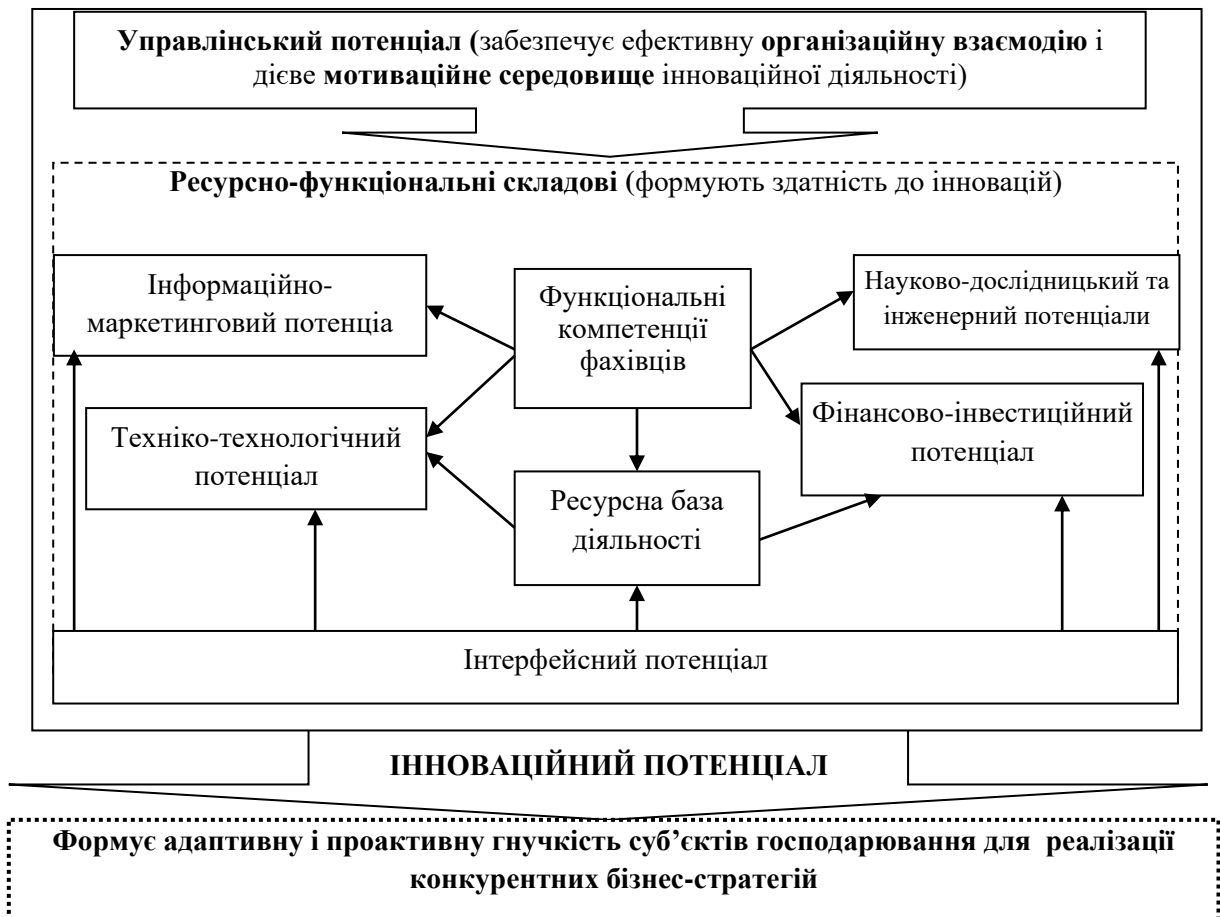 Управлінський потенціал (забезпечує ефективну організаційну взаємодію і
дієве мотиваційне середовище інноваційної діяльності)
Ресурсно-функціональні складові (формують здатність до інновацій)
Інформаційно-
маркетинговий потенціа
Функціональні
компетенції
фахівців
Науково-дослідницький та
інженерний потенціали
Техніко-технологічний
потенціал
Ресурсна база
діяльності
Фінансово-інвестиційний
потенціал
Інтерфейсний потенціал
ІННОВАЦІЙНИЙ ПОТЕНЦІАЛ
Формує адаптивну і проактивну гнучкість суб’єктів господарювання для реалізації
конкурентних бізнес-стратегій